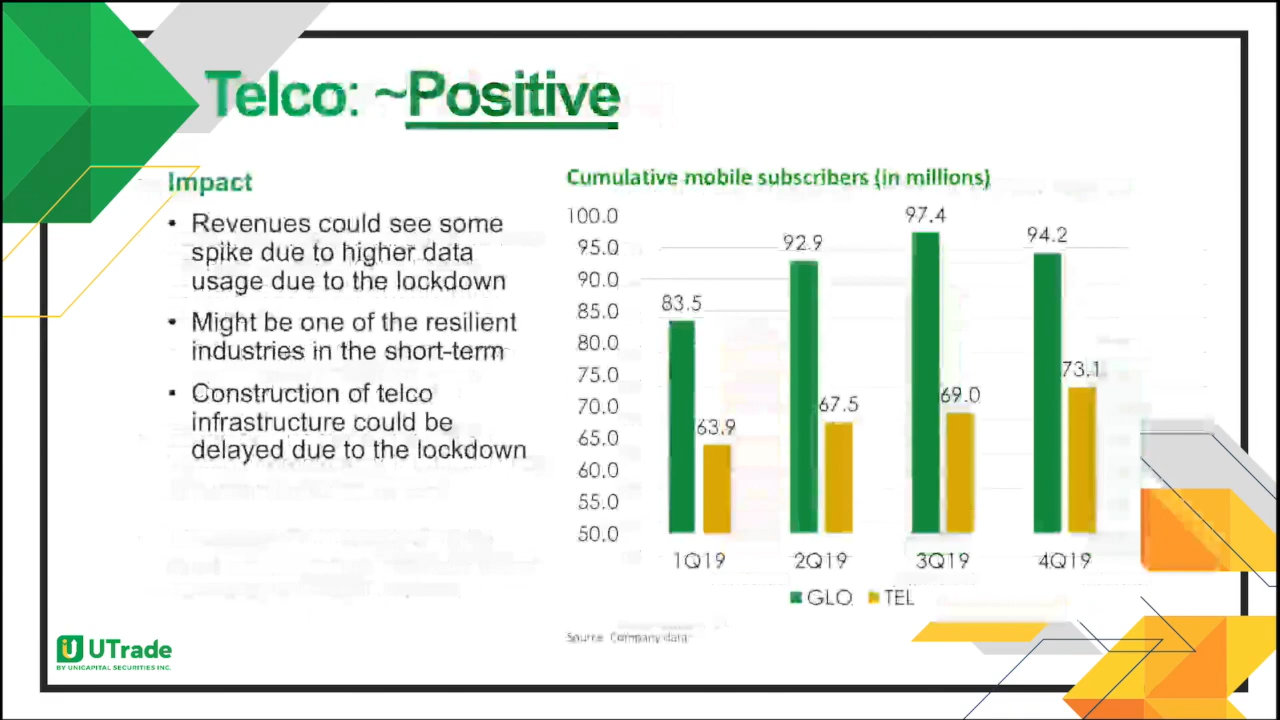 Telco: ~Positive
Impact
• Revenues could see some
spike due to higher data
usage due to the lockdown
• Might be one of the resilient
industries in the short-term
• Construction of telco
infrastructure could be
delayed due to the lockdown
Cumulative mobile subscribers (in millions)
100.0
95.0
90.0
85.0
80.0
75.0
70.0
65.0
60.0
55.0
50.0
83.5
63.9
92.9
67.5
97.4
69.0
94.2
73.1
1Q19 2Q19 3Q19 4Q19
GLO TEL
Source: Company data
UTrade
BY UNICAPITAL SECURITIES INC.